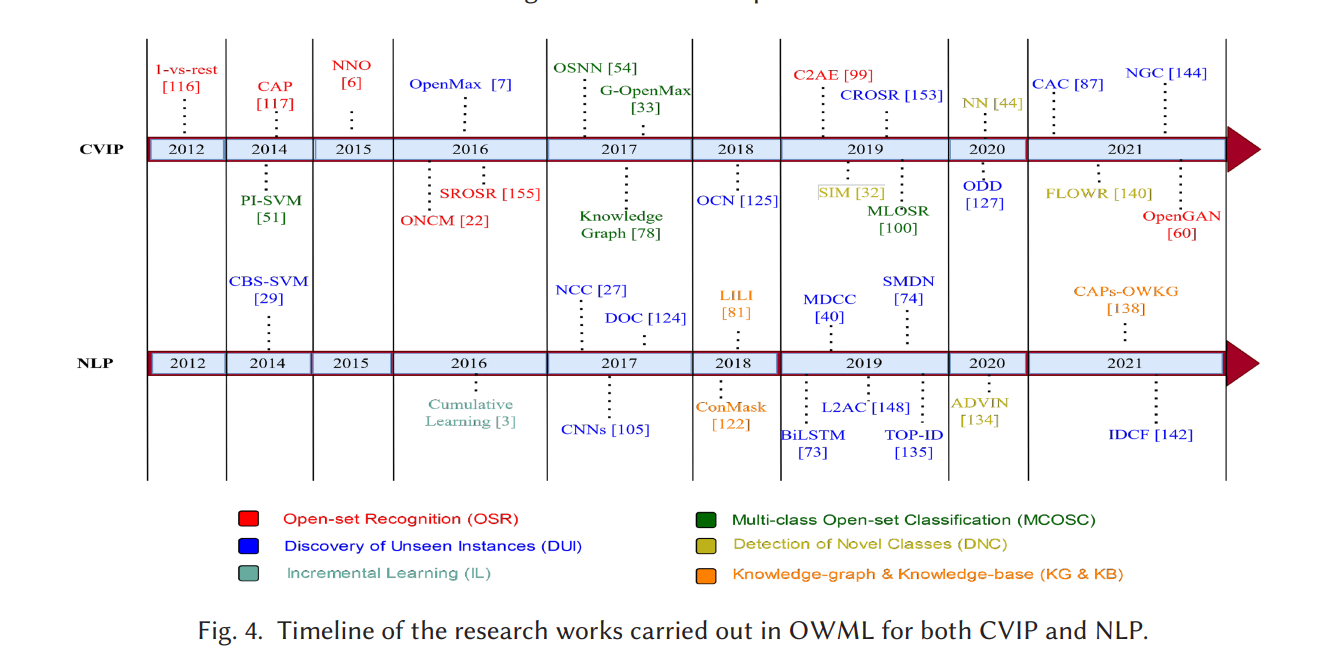 1-vs-rest
[116]
CAP
[117]
NNO
[6]
OpenMax [7]
OSNN [54]
G-OpenMax
[33]
C2AE [99]
CROSR [153]
NN [44]
CAC [87]
NGC [144]
CVIP
2012
2014
2015
2016
2017
2018
2019
2020
2021
PI-SVM
[51]
SROSR [155]
ONCM [22]
Knowledge
Graph [78]
OCN [125]
SIM [32]
MLOSR
[100]
ODD
[127]
FLOWR [140]
OpenGAN
[60]
CBS-SVM
[29]
NCC [27]
DOC [124]
LILI
[81]
MDCC
[40]
SMDN
[74]
CAPs-OWKG
[138]
NLP
2012
2014
2015
2016
2017
2018
2019
2020
2021
Cumulative
Learning [3]
CNNs [105]
ConMask
[122]
BiLSTM
[73]
L2AC [148]
TOP-ID
[135]
ADVIN
[134]
IDCF [142]
Open-set Recognition (OSR)
Discovery of Unseen Instances (DUI)
Incremental Learning (IL)
Multi-class Open-set Classification (MCOSC)
Detection of Novel Classes (DNC)
Knowledge-graph & Knowledge-base (KG & KB)
Fig. 4. Timeline of the research works carried out in OWML for both CVIP and NLP.